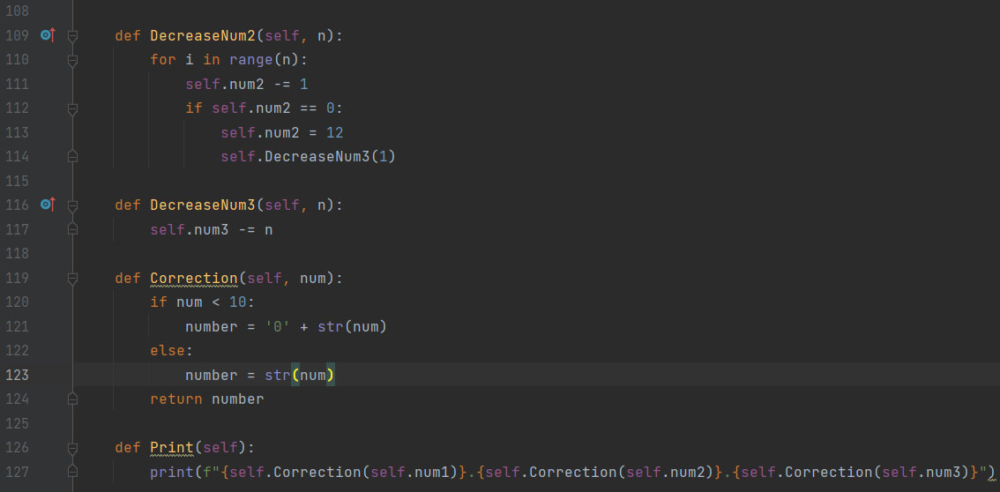 108
109 def DecreaseNum2(self, n):
110 for i in range(n):
111 self.num2 -= 1
112 if self.num2 == 0:
113 self.num2 = 12
114 self.DecreaseNum3(1)
115
116 def DecreaseNum3(self, n):
117 self.num3 -= n
118
119 def Correction(self, num):
120 if num < 10:
121 number = '0' + str(num)
122 else:
123 number = str(num)
124 return number
125
126 def Print(self):
127 print(f"{self.Correction(self.num1)}.{self.Correction(self.num2)}.{self.Correction(self.num3)}")